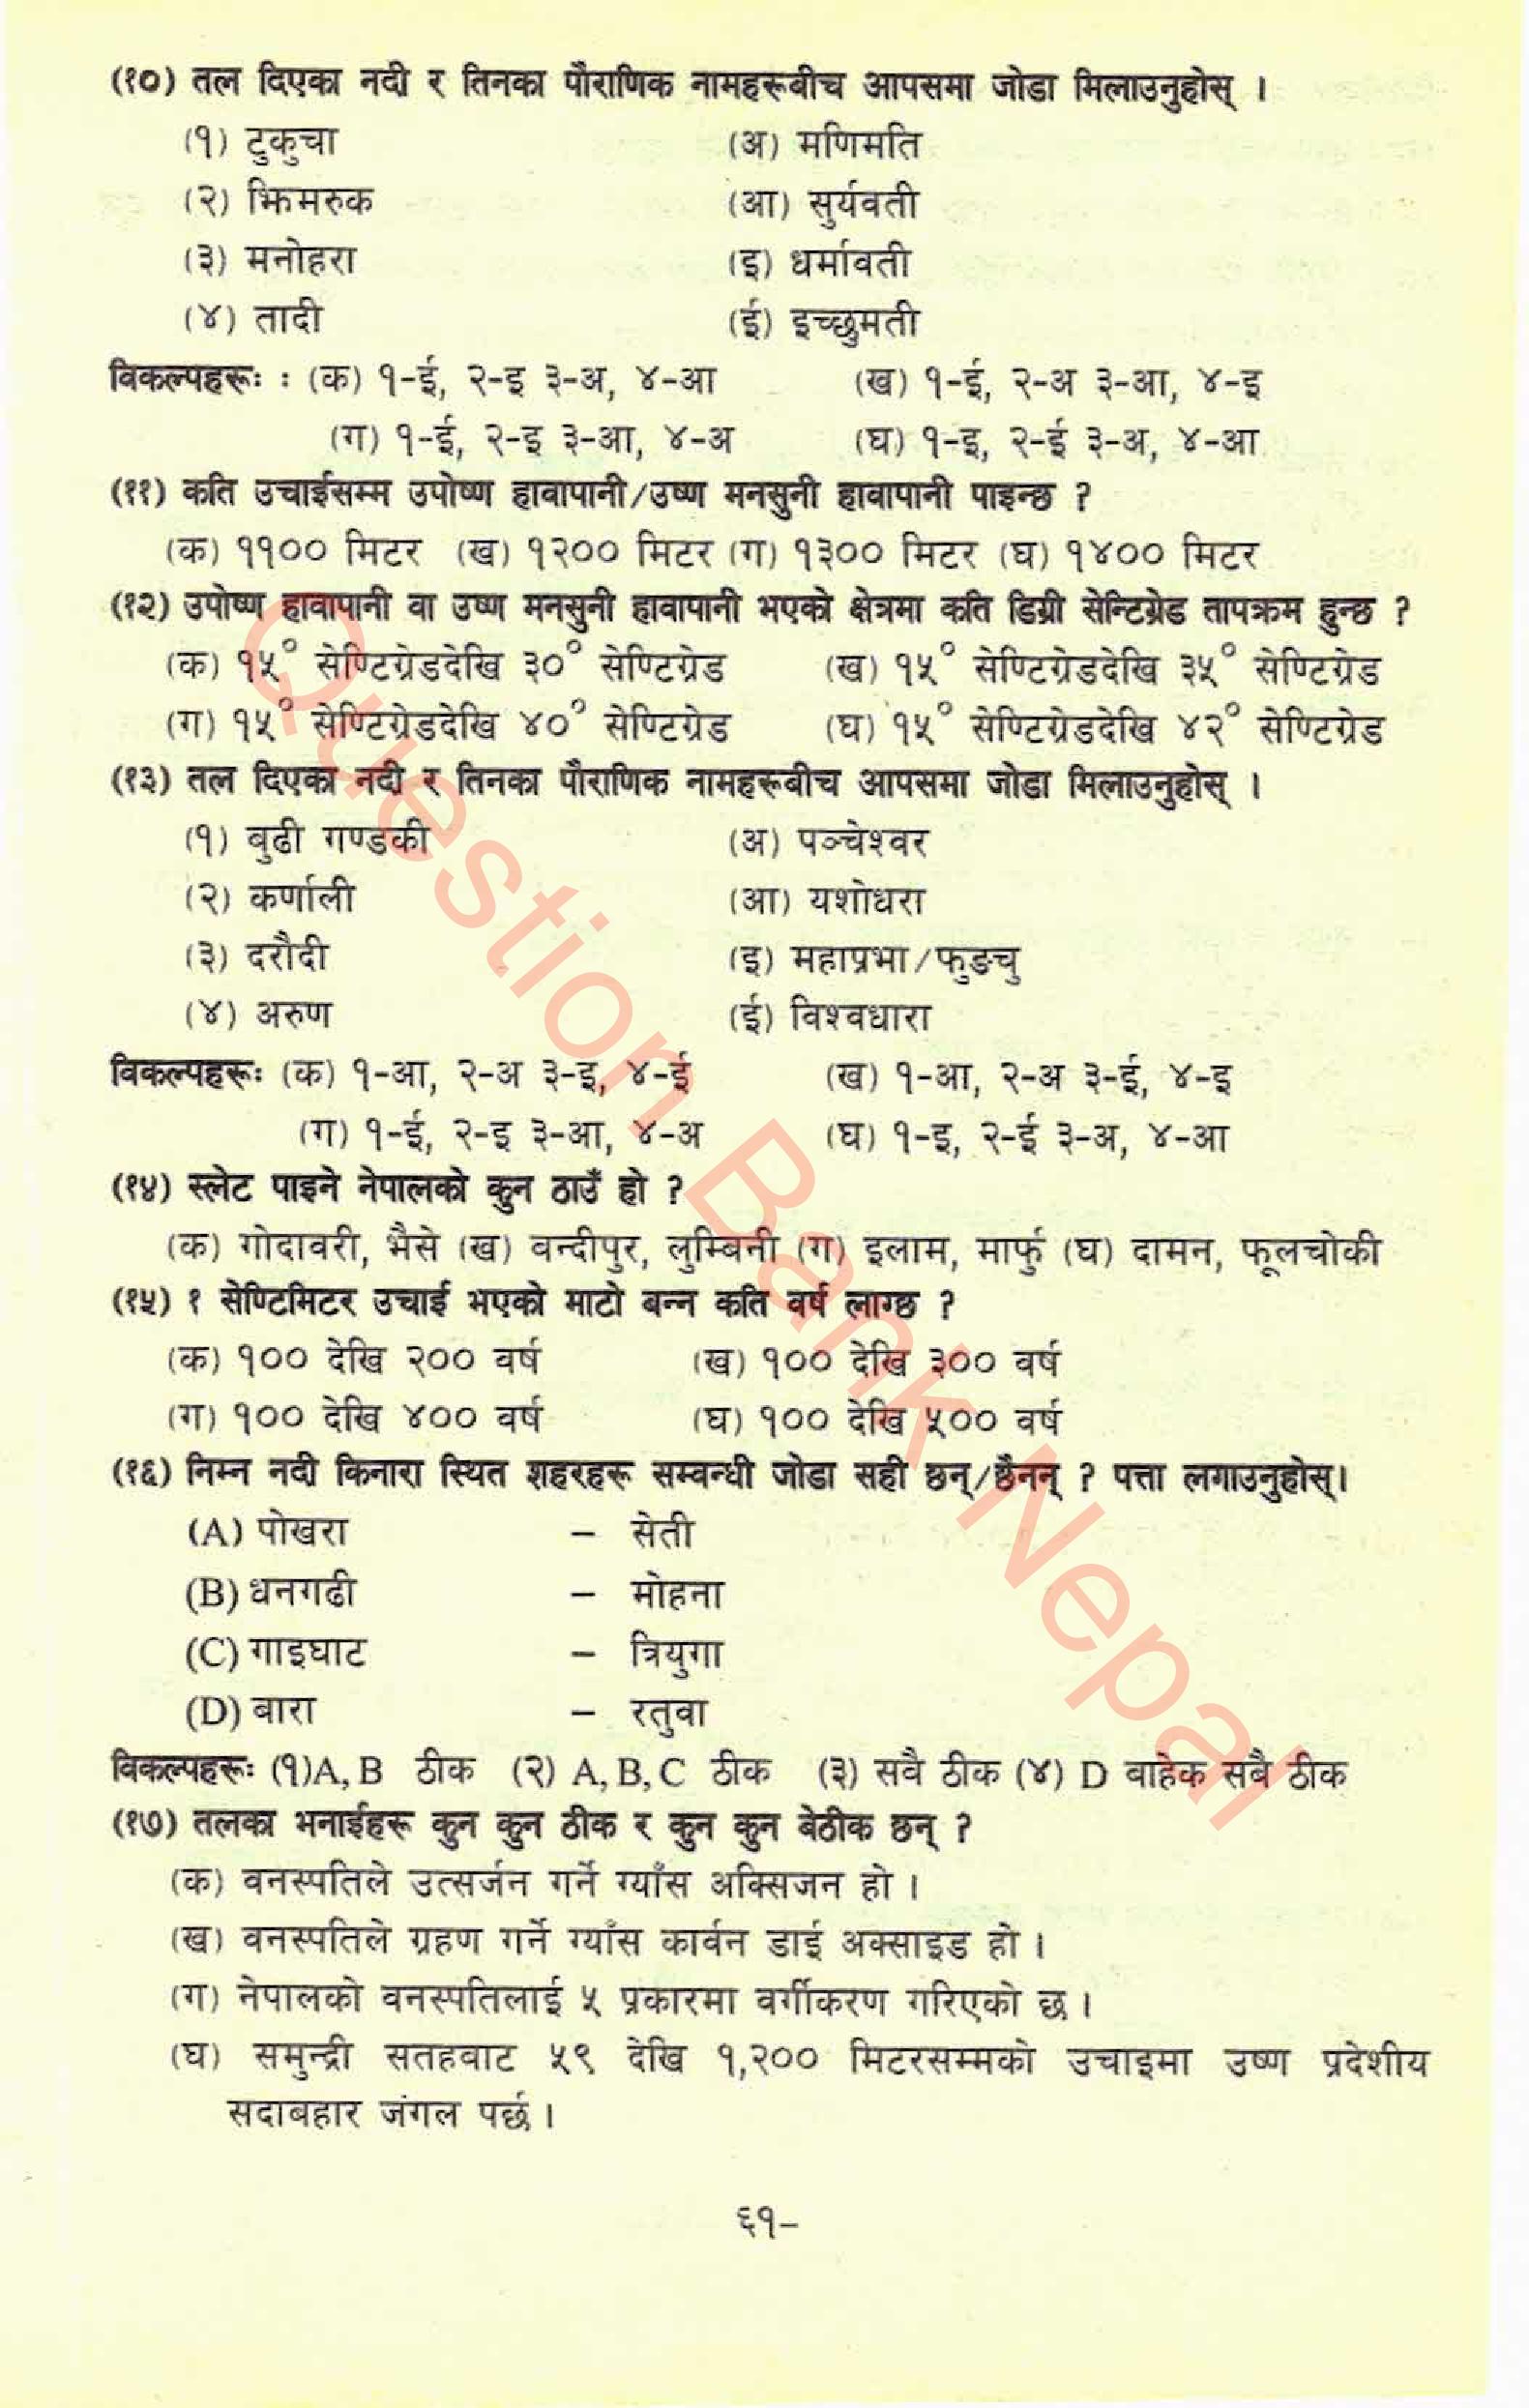 (१०) तल दिएका नदी र तिनका पौराणिक नामहरूबीच आपसमा जोडा मिलाउनुहोस् ।
(१) टुकुचा (अ) मणिमति
(२) झिमरुक (आ) सुर्यवती
(३) मनोहरा (इ) धर्मावती
(४) तादी (ई) इच्छुमती
विकल्पहरूः : (क) १-ई, २-इ ३-अ, ४-आ (ख) १-ई, २-अ ३-आ, ४-इ
(ग) १-ई, २-इ ३-आ, ४-अ (घ) १-इ, २-ई ३-अ, ४-आ
(११) कति उचाईसम्म उपोष्ण हावापानी/उष्ण मनसुनी हावापानी पाइन्छ ?
(क) ११०० मिटर (ख) १२०० मिटर (ग) १३०० मिटर (घ) १४०० मिटर
(१२) उपोष्ण हावापानी वा उष्ण मनसुनी हावापानी भएको क्षेत्रमा कति डिग्री सेन्टिग्रेड तापक्रम हुन्छ ?
(क) १५° सेण्टिग्रेडदेखि ३०° सेण्टिग्रेड (ख) १५° सेण्टिग्रेडदेखि ३५° सेण्टिग्रेड
(ग) १५° सेण्टिग्रेडदेखि ४०° सेण्टिग्रेड (घ) १५° सेण्टिग्रेडदेखि ४२° सेण्टिग्रेड
(१३) तल दिएका नदी र तिनका पौराणिक नामहरूबीच आपसमा जोडा मिलाउनुहोस् ।
(१) बुढी गण्डकी (अ) पञ्चेश्वर
(२) कर्णाली (आ) यशोधरा
(३) दरौदी (इ) महाप्रभा/फुङचु
(४) अरुण (ई) विश्वधारा
विकल्पहरूः (क) १-आ, २-अ ३-इ, ४-ई (ख) १-आ, २-अ ३-ई, ४-इ
(ग) १-ई, २-इ ३-आ, ४-अ (घ) १-इ, २-ई ३-अ, ४-आ
(१४) स्लेट पाइने नेपालको कुन ठाउँ हो ?
(क) गोदावरी, भैसे (ख) वन्दीपुर, लुम्बिनी (ग) इलाम, मार्फु (घ) दामन, फूलचोकी
(१५) १ सेण्टिमिटर उचाई भएको माटो बन्न कति वर्ष लाग्छ ?
(क) १०० देखि २०० वर्ष (ख) १०० देखि ३०० वर्ष
(ग) १०० देखि ४०० वर्ष (घ) १०० देखि ५०० वर्ष
(१६) निम्न नदी किनारा स्थित शहरहरू सम्वन्धी जोडा सही छन्/छैनन् ? पत्ता लगाउनुहोस्।
(A) पोखरा – सेती
(B) धनगढी – मोहना
(C) गाइघाट – त्रियुगा
(D) बारा – रतुवा
विकल्पहरूः (१)A, B ठीक (२) A, B, C ठीक (३) सवै ठीक (४) D वाहेक सबै ठीक
(१७) तलका भनाईहरू कुन कुन ठीक र कुन कुन बेठीक छन् ?
(क) वनस्पतिले उत्सर्जन गर्ने ग्याँस अक्सिजन हो ।
(ख) वनस्पतिले ग्रहण गर्ने ग्याँस कार्वन डाई अक्साइड हो ।
(ग) नेपालको वनस्पतिलाई ५ प्रकारमा वर्गीकरण गरिएको छ ।
(घ) समुन्द्री सतहवाट ५९ देखि १,२०० मिटरसम्मको उचाइमा उष्ण प्रदेशीय
सदाबहार जंगल पर्छ ।
६१–
Question Bank Nepal